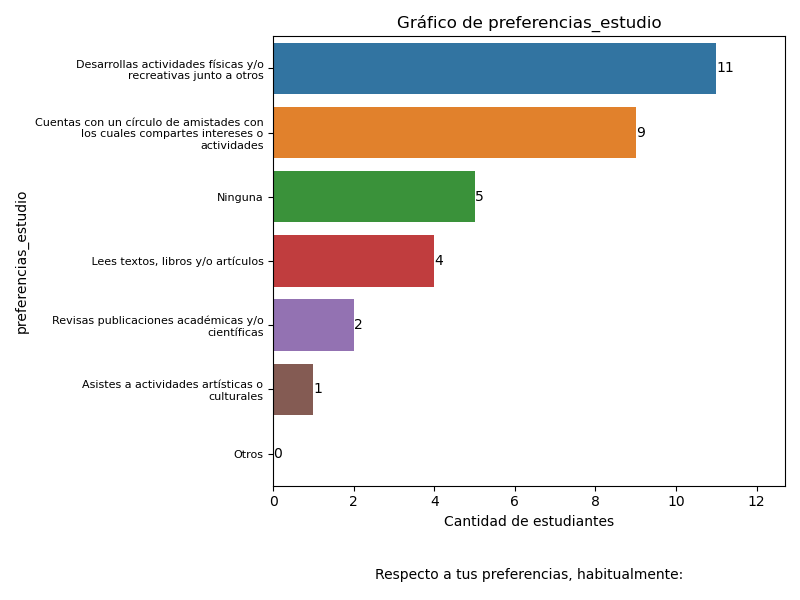 Gráfico de preferencias_estudio
preferencias_estudio
Desarrollas actividades físicas y/o
recreativas junto a otros
11
Cuentas con un círculo de amistades con
los cuales compartes intereses o
actividades
9
Ninguna
5
Lees textos, libros y/o artículos
4
Revisas publicaciones académicas y/o
científicas
2
Asistes a actividades artísticas o
culturales
1
Otros
0
0 2 4 6 8 10 12
Cantidad de estudiantes
Respecto a tus preferencias, habitualmente: